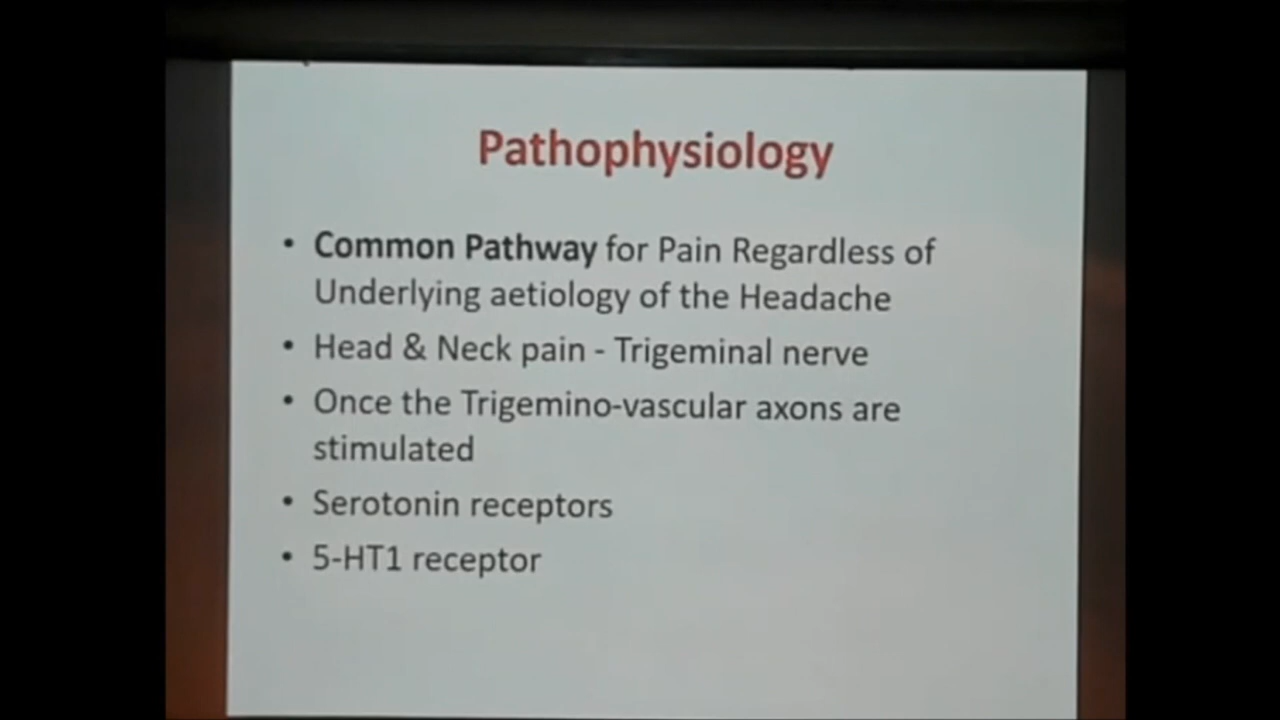 Pathophysiology
• Common Pathway for Pain Regardless of
Underlying aetiology of the Headache
• Head & Neck pain - Trigeminal nerve
• Once the Trigemino-vascular axons are
stimulated
• Serotonin receptors
• 5-HT1 receptor